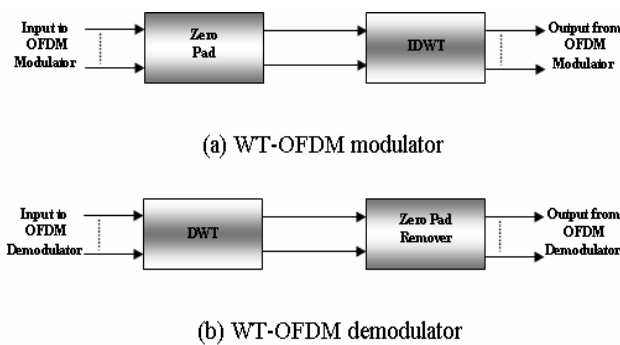 Input to
OFDM
Modulator
Zero
Pad
IDWT
Output from
OFDM
Modulator
(a) WT-OFDM modulator
Input to
OFDM
Demodulator
DWT
Zero Pad
Remover
Output from
OFDM
Demodulator
(b) WT-OFDM demodulator